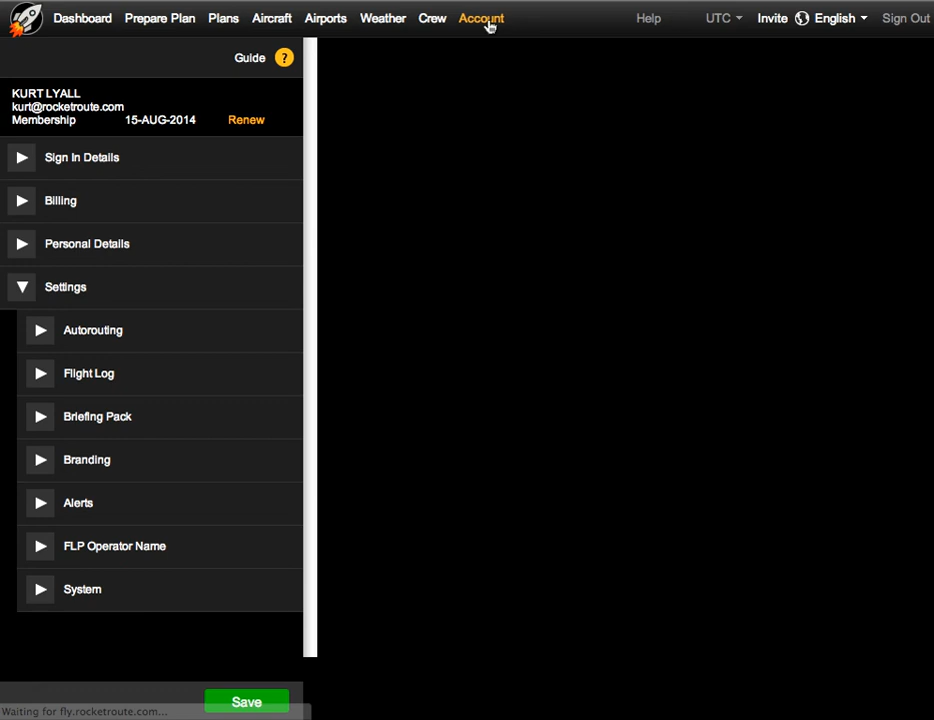 Dashboard Prepare Plan Plans Aircraft Airports Weather Crew Account Help UTC Invite English Sign Out
Guide ?
KURT LYALL
kurt@rocketroute.com
Membership 15-AUG-2014 Renew
Sign In Details
Billing
Personal Details
Settings
Autorouting
Flight Log
Briefing Pack
Branding
Alerts
FLP Operator Name
System
Save
Waiting for fly.rocketroute.com...